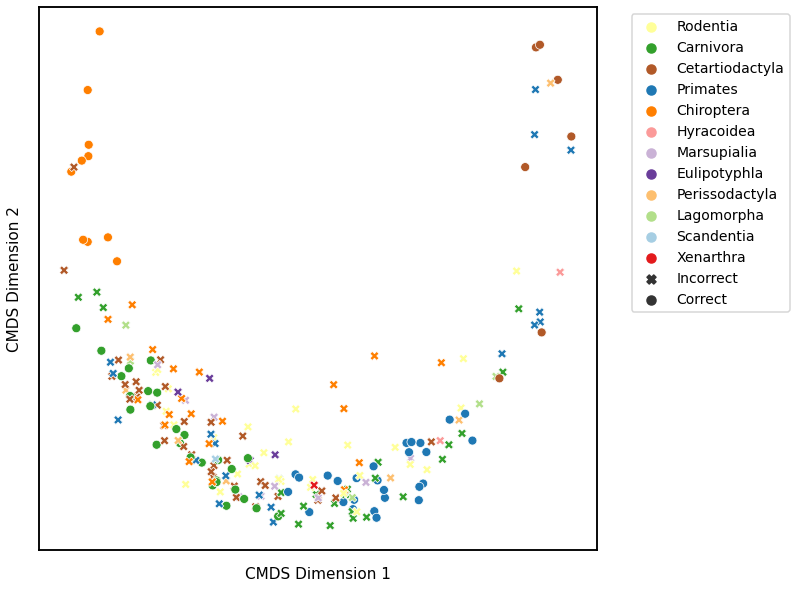 Rodentia
Carnivora
Cetartiodactyla
Primates
Chiroptera
Hyracoidea
Marsupialia
Eulipotyphla
Perissodactyla
Lagomorpha
Scandentia
Xenarthra
Incorrect
Correct
CMDS Dimension 2
CMDS Dimension 1